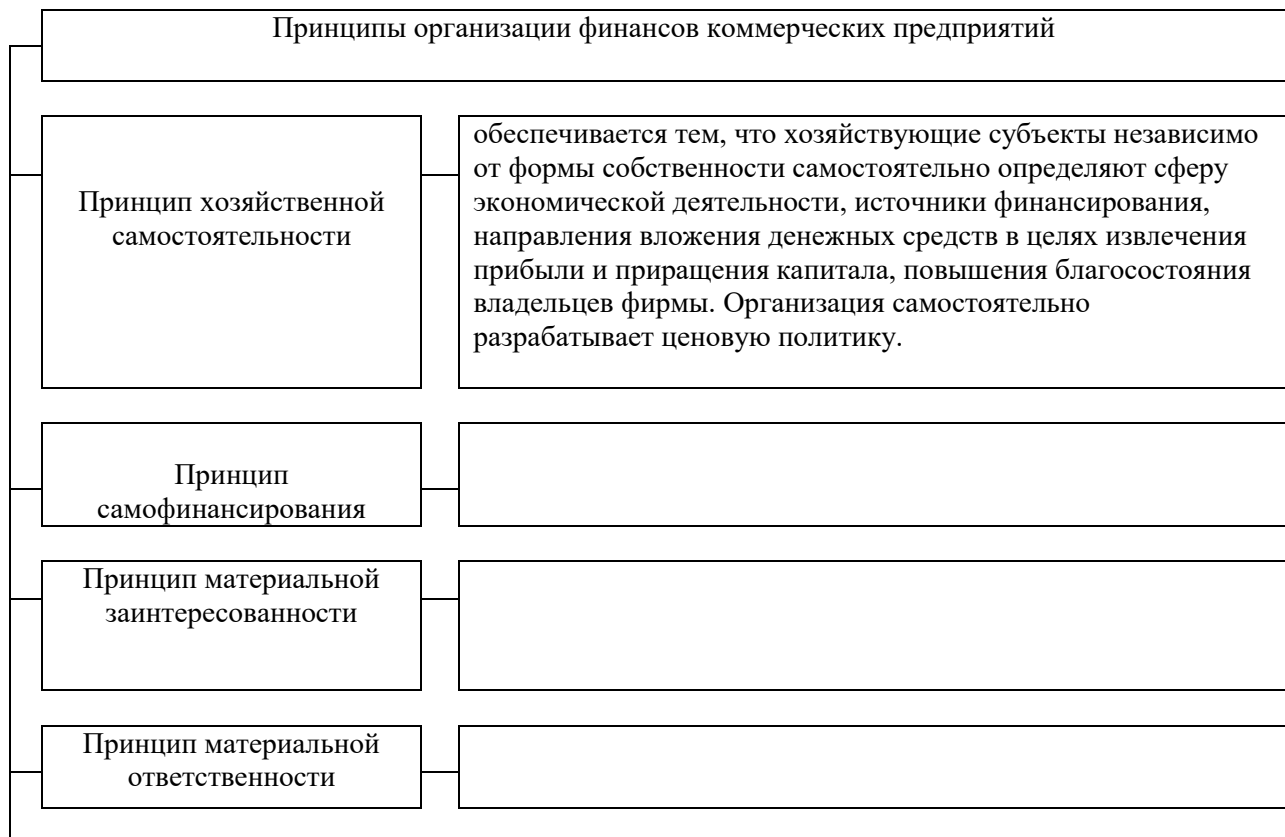 Принципы организации финансов коммерческих предприятий
Принцип хозяйственной
самостоятельности
обеспечивается тем, что хозяйствующие субъекты независимо
от формы собственности самостоятельно определяют сферу
экономической деятельности, источники финансирования,
направления вложения денежных средств в целях извлечения
прибыли и приращения капитала, повышения благосостояния
владельцев фирмы. Организация самостоятельно
разрабатывает ценовую политику.
Принцип
самофинансирования
Принцип материальной
заинтересованности
Принцип материальной
ответственности